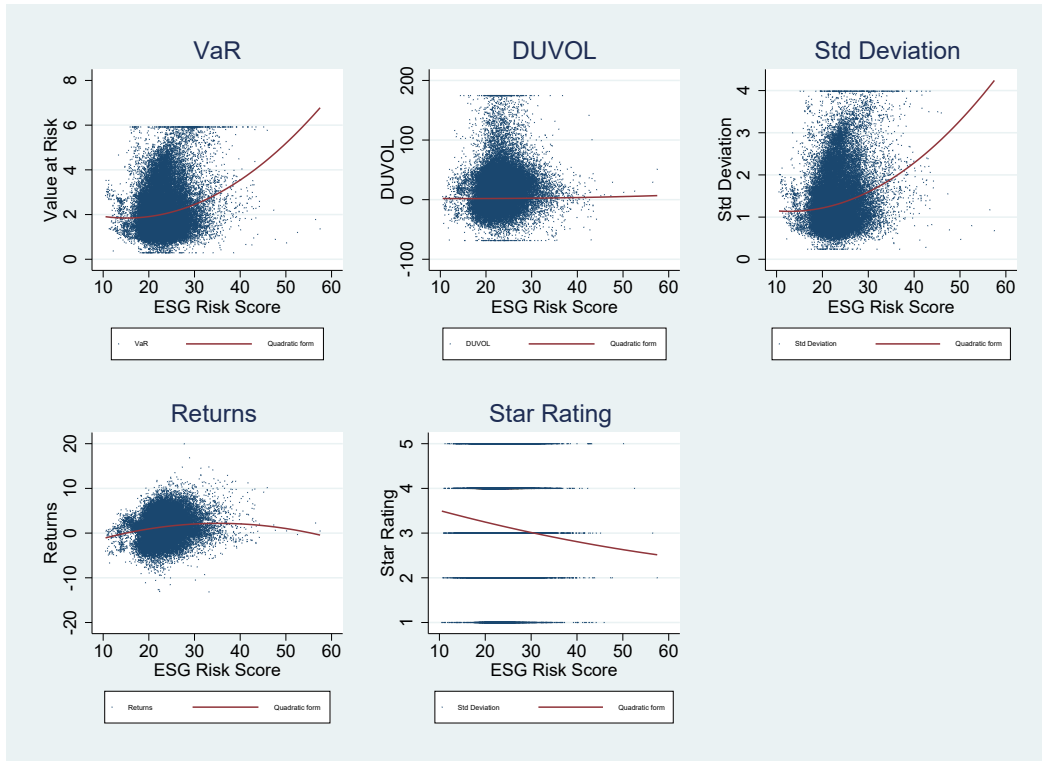 VaR
Value at Risk
8
6
4
2
0
10 20 30 40 50 60
ESG Risk Score
VaR Quadratic form
DUVOL
DUVOL
200
100
0
-100
10 20 30 40 50 60
ESG Risk Score
DUVOL Quadratic form
Std Deviation
Std Deviation
4
3
2
1
0
10 20 30 40 50 60
ESG Risk Score
Std Deviation Quadratic form
Returns
Returns
20
10
0
-10
-20
10 20 30 40 50 60
ESG Risk Score
Returns Quadratic form
Star Rating
Star Rating
5
4
3
2
1
10 20 30 40 50 60
ESG Risk Score
Std Deviation Quadratic form